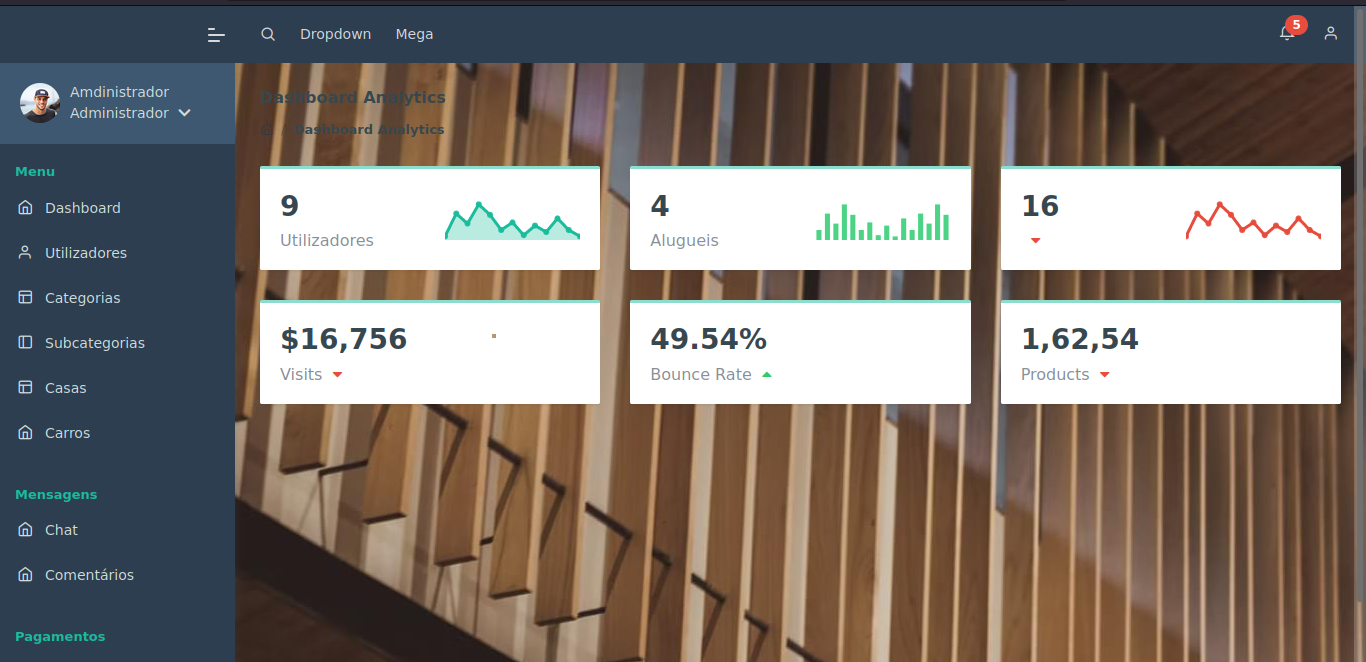 Dropdown Mega
5
Amdinistrador
Administrador
Dashboard Analytics
/ Dashboard Analytics
Menu
Dashboard
Utilizadores
Categorias
Subcategorias
Casas
Carros
Mensagens
Chat
Comentários
Pagamentos
9
Utilizadores
4
Alugueis
16
$16,756
Visits
49.54%
Bounce Rate
1,62,54
Products